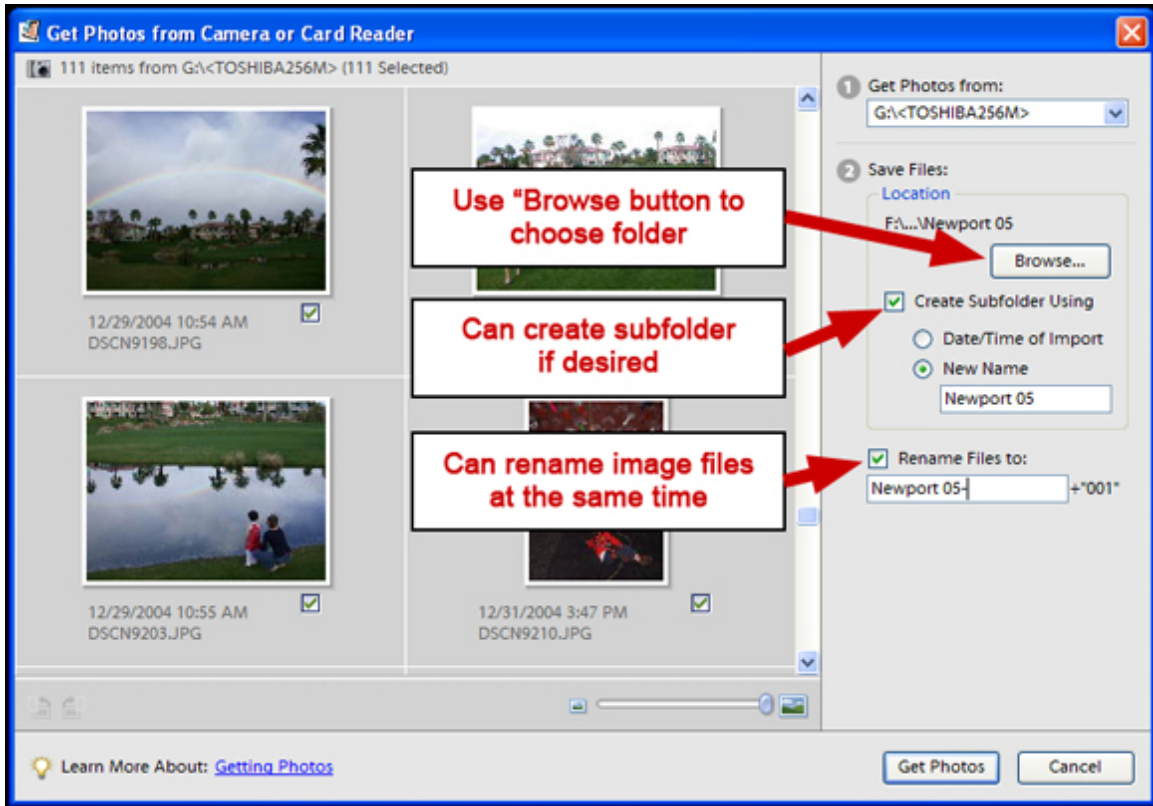 Get Photos from Camera or Card Reader
111 items from G:\<TOSHIBA256M> (111 Selected)
12/29/2004 10:54 AM
DSCN9198.JPG
12/29/2004 10:55 AM
DSCN9203.JPG
12/31/2004 3:47 PM
DSCN9210.JPG
Use “Browse button to
choose folder
Can create subfolder
if desired
Can rename image files
at the same time
1 Get Photos from:
G:\<TOSHIBA256M>
2 Save Files:
Location
F:\...\Newport 05
Browse...
Create Subfolder Using
Date/Time of Import
New Name
Newport 05
Rename Files to:
Newport 05- +"001"
Learn More About: Getting Photos
Get Photos
Cancel